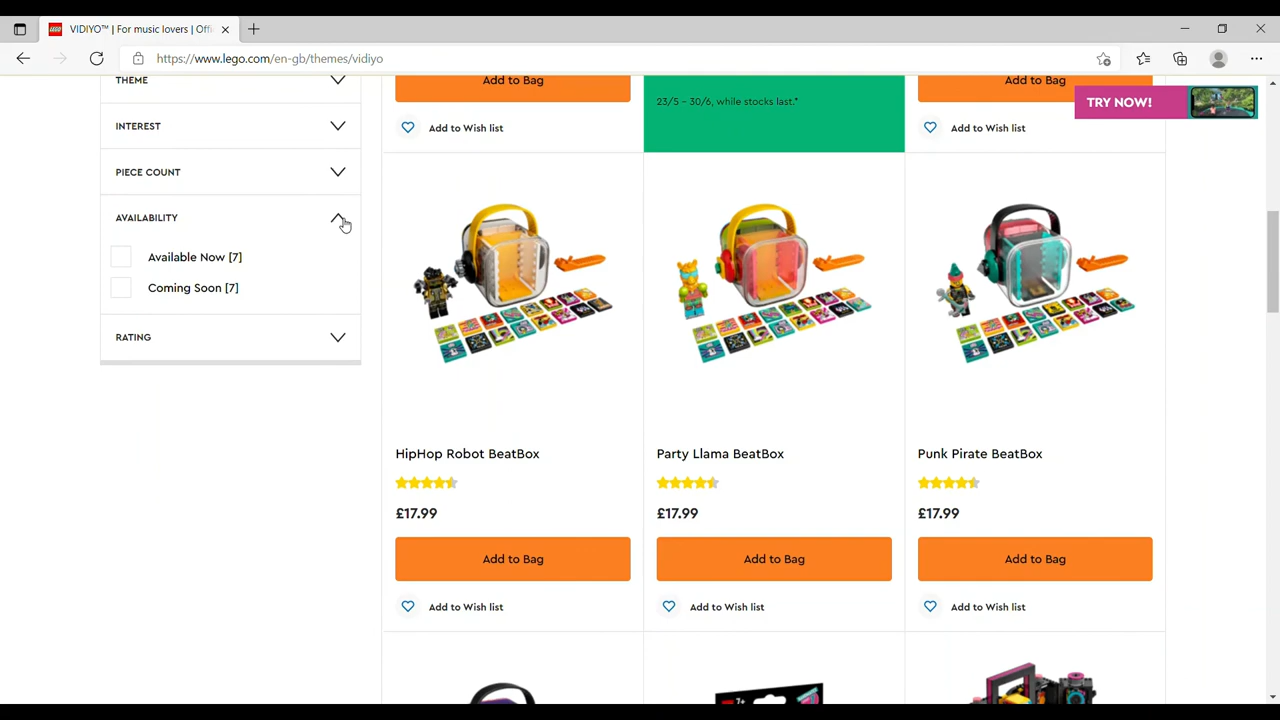 VIDIYO™ | For music lovers | Offi
https://www.lego.com/en-gb/themes/vidiyo
THEME
INTEREST
PIECE COUNT
AVAILABILITY
Available Now [7]
Coming Soon [7]
RATING
Add to Bag
23/5 – 30/6, while stocks last.*
Add to Bag
TRY NOW!
Add to Wish list
Add to Wish list
HipHop Robot BeatBox
Party Llama BeatBox
Punk Pirate BeatBox
£17.99
£17.99
£17.99
Add to Bag
Add to Bag
Add to Bag
Add to Wish list
Add to Wish list
Add to Wish list
7+